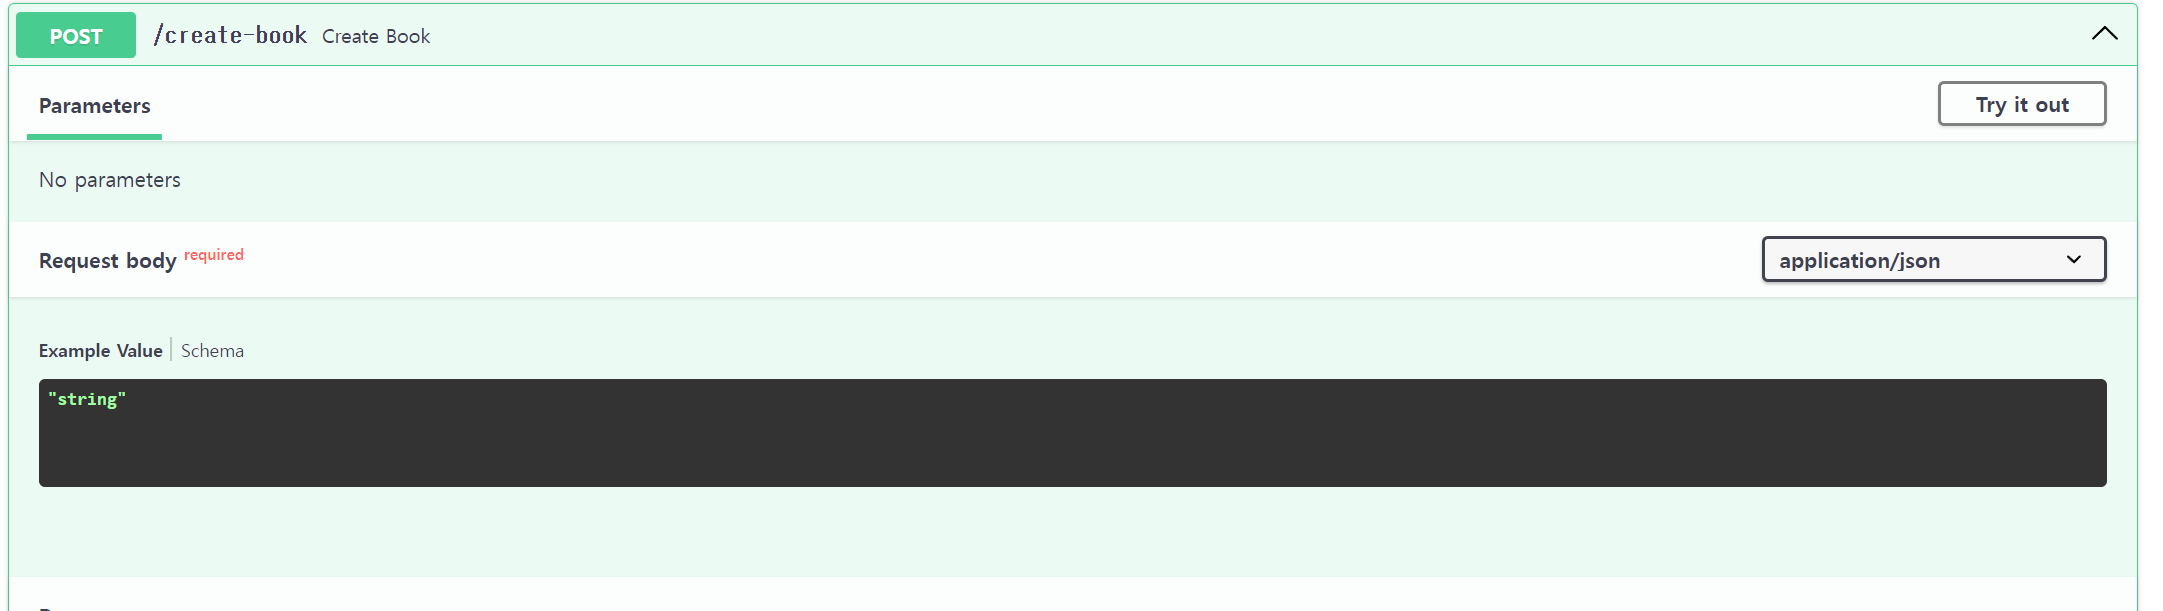 POST /create-book Create Book
Parameters
Try it out
No parameters
Request body required
application/json
Example Value | Schema
"string"